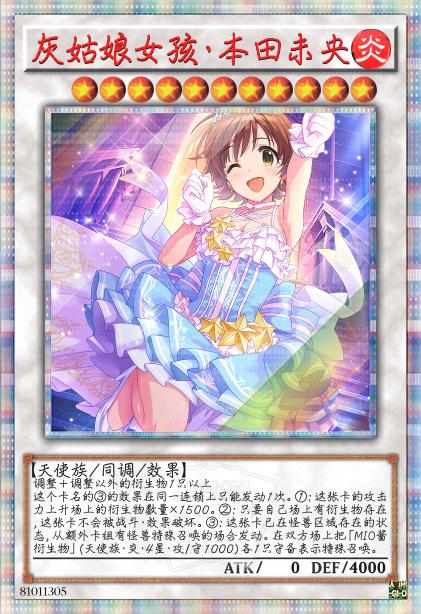 灰姑娘女孩·本田未央
炎
【天使族/同调/效果】
调整+调整以外的衍生物1只以上
这个卡名的③的效果在同一连锁上只能发动1次。①:这张卡的攻击
力上升场上的衍生物数量×1500。②:只要自己场上有衍生物存在
,这张卡不会被战斗·效果破坏。③:这张卡已在怪兽区域存在的状
态,从额外卡组有怪兽特殊召唤的场合发动。在双方场上把「MIO酱
衍生物」(天使族·炎·4星·攻/守1000)各1只守备表示特殊召唤。
ATK/ 0 DEF/4000
81011305